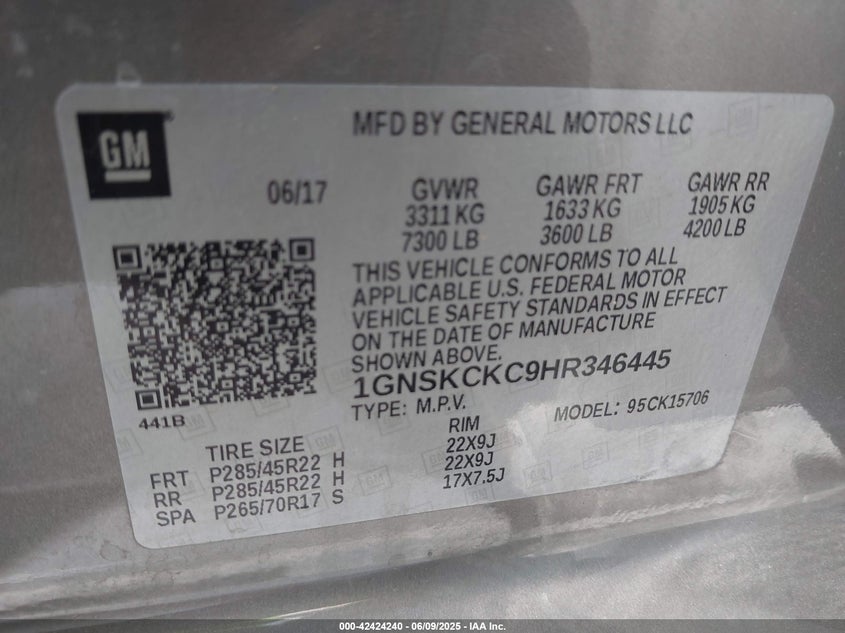 GM
MFD BY GENERAL MOTORS LLC
06/17
GVWR GAWR FRT GAWR RR
3311 KG 1633 KG 1905 KG
7300 LB 3600 LB 4200 LB
THIS VEHICLE CONFORMS TO ALL
APPLICABLE U.S. FEDERAL MOTOR
VEHICLE SAFETY STANDARDS IN EFFECT
ON THE DATE OF MANUFACTURE
SHOWN ABOVE.
1GNSKCKC9HR346445
441B
TYPE: M.P.V. MODEL: 95CK15706
TIRE SIZE RIM
FRT P285/45R22 H 22X9J
RR P285/45R22 H 22X9J
SPA P265/70R17 S 17X7.5J
000-42424240 - 06/09/2025 - IAA Inc.